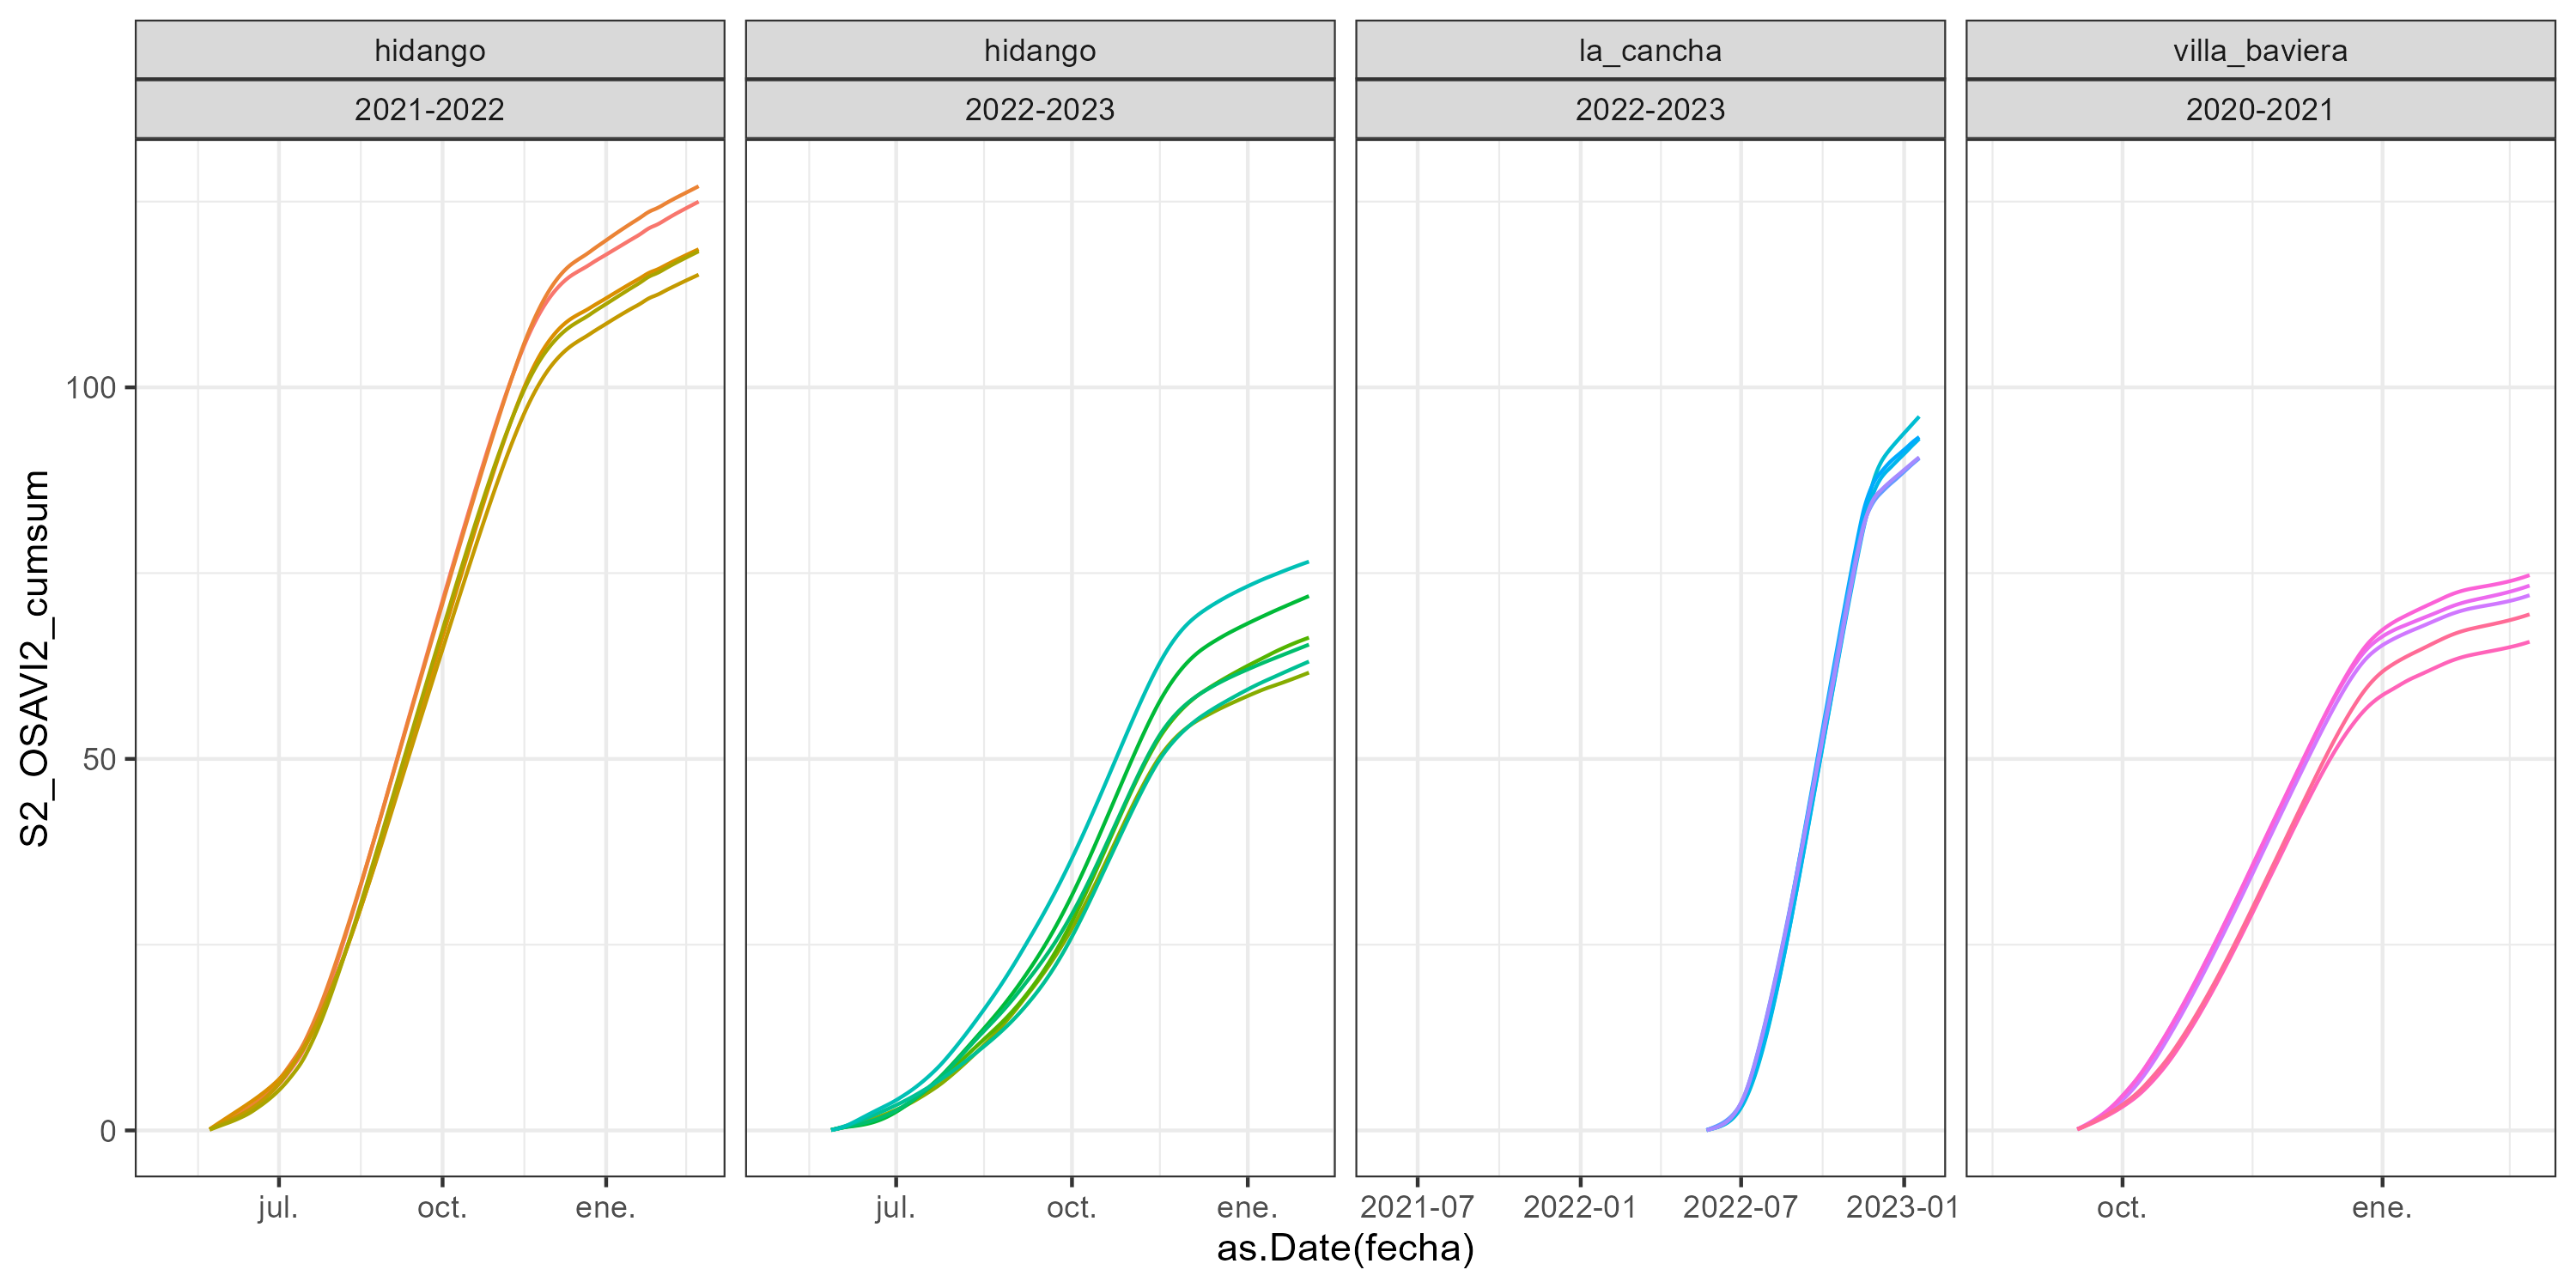 hidango hidango la_cancha villa_baviera
2021-2022 2022-2023 2022-2023 2020-2021
S2_OSAVI2_cumsum
100
50
0
jul. oct. ene. jul. oct. ene. 2021-07 2022-01 2022-07 2023-01 oct. ene.
as.Date(fecha)